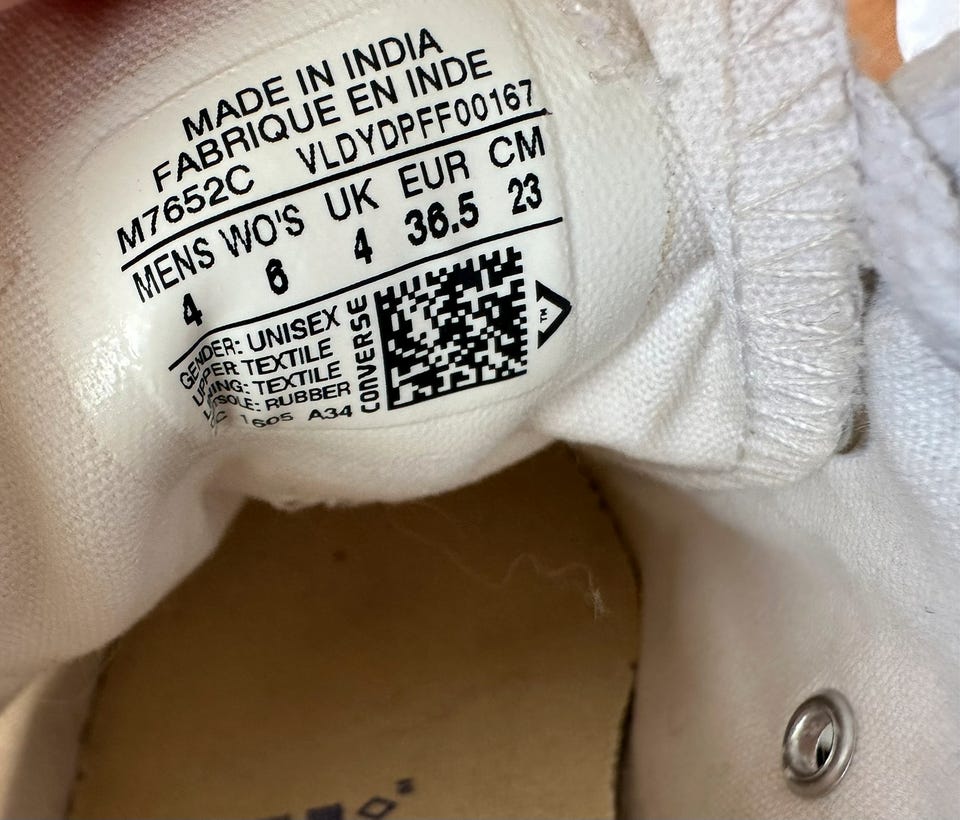 MADE IN INDIA
FABRIQUE EN INDE
M7652C VLDYDPFF00167
MENS WO'S UK EUR CM
4 6 4 36.5 23
GENDER: UNISEX
UPPER: TEXTILE
LINING: TEXTILE
RUBBER
1605 A34
CONVERSE
TM